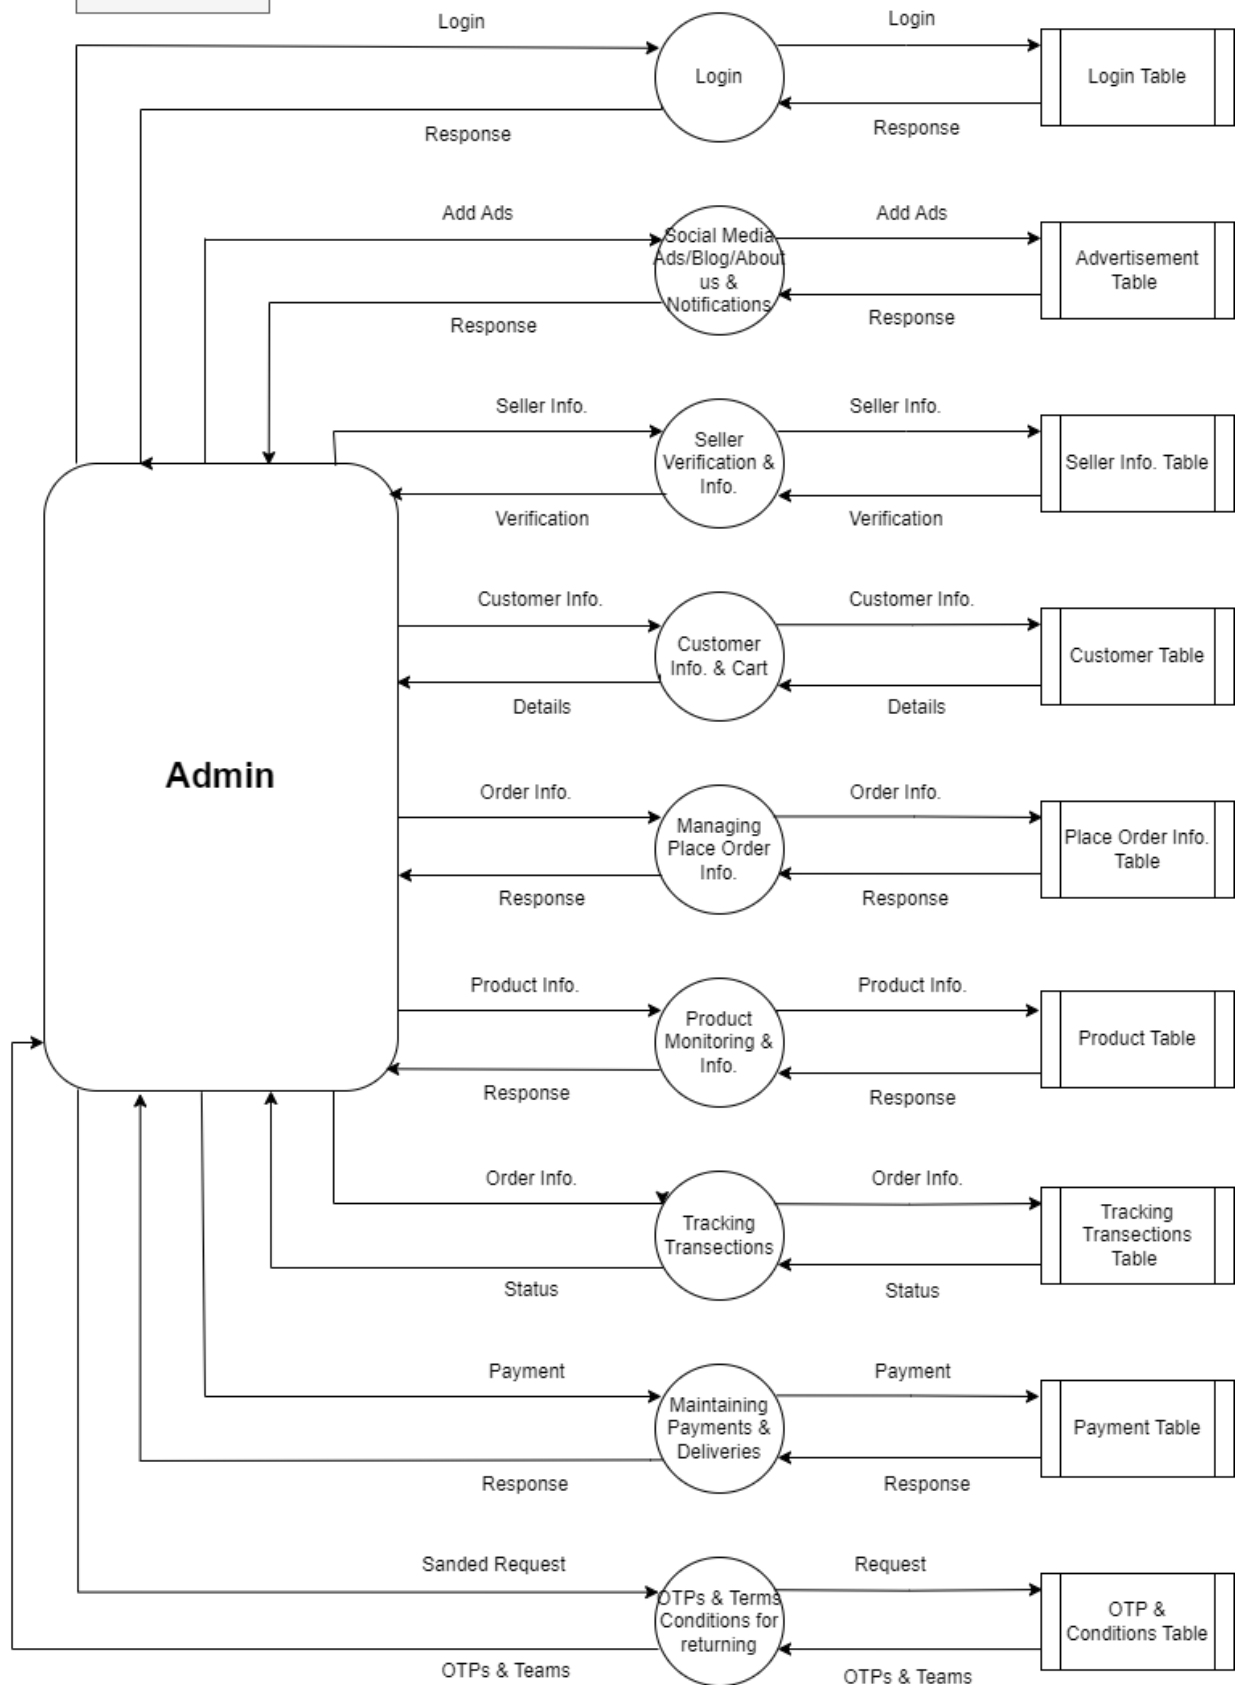 Login
Login
Login
Login Table
Response
Response
Add Ads
Add Ads
Social Media
Ads/Blog/About
us &
Notifications
Advertisement
Table
Response
Response
Seller Info.
Seller Info.
Seller
Verification &
Info.
Seller Info. Table
Verification
Verification
Customer Info.
Customer Info.
Customer
Info. & Cart
Customer Table
Details
Details
Admin
Order Info.
Order Info.
Managing
Place Order
Info.
Place Order Info.
Table
Response
Response
Product Info.
Product Info.
Product
Monitoring &
Info.
Product Table
Response
Response
Order Info.
Order Info.
Tracking
Transections
Tracking
Transections
Table
Status
Status
Payment
Payment
Maintaining
Payments &
Deliveries
Payment Table
Response
Response
Sanded Request
Request
OTPs & Terms
Conditions for
returning
OTP &
Conditions Table
OTPs & Teams
OTPs & Teams